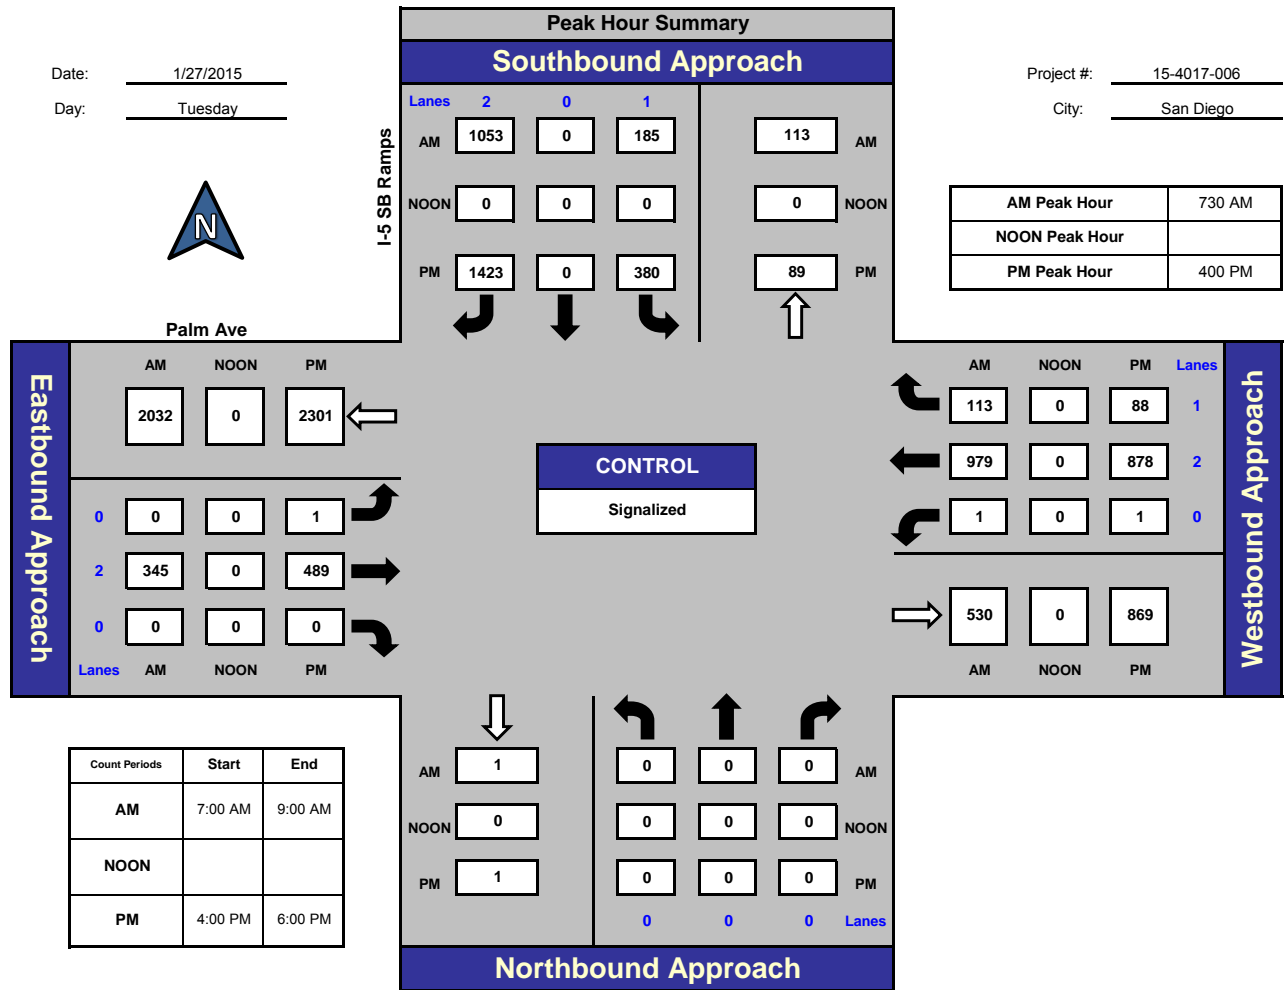 Peak Hour Summary
Southbound Approach
Date: 1/27/2015
Day: Tuesday
Project #: 15-4017-006
City: San Diego
N
I-5 SB Ramps
Lanes 2 0 1
AM 1053 0 185 113 AM
NOON 0 0 0 0 NOON
PM 1423 0 380 89 PM
AM Peak Hour 730 AM
NOON Peak Hour
PM Peak Hour 400 PM
Palm Ave
Eastbound Approach
AM NOON PM
2032 0 2301
0 0 0 1
2 345 0 489
0 0 0 0
Lanes AM NOON PM
CONTROL
Signalized
AM NOON PM Lanes
113 0 88 1
979 0 878 2
1 0 1 0
530 0 869
AM NOON PM
Westbound Approach
Count Periods Start End
AM 7:00 AM 9:00 AM
NOON
PM 4:00 PM 6:00 PM
AM 1 0 0 0 AM
NOON 0 0 0 0 NOON
PM 1 0 0 0 PM
0 0 0 Lanes
Northbound Approach